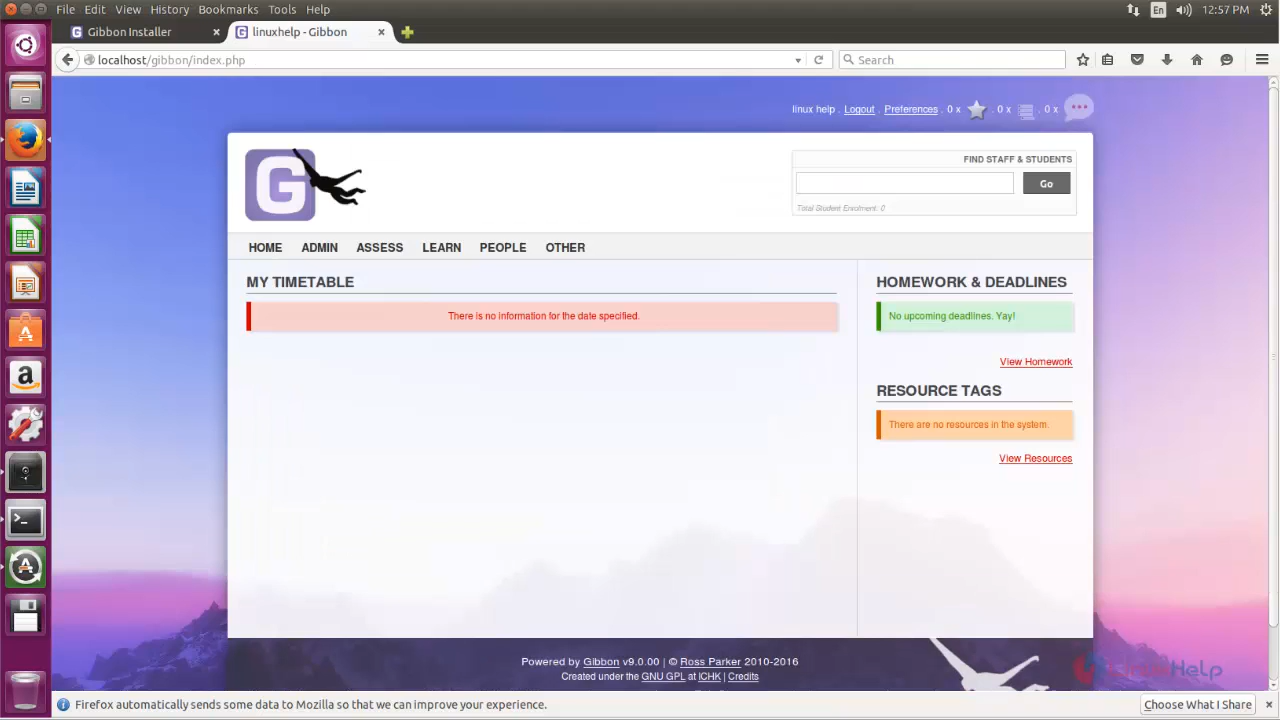 File Edit View History Bookmarks Tools Help
En
12:57 PM
Gibbon Installer
linuxhelp - Gibbon
localhost/gibbon/index.php
Search
linux help . Logout . Preferences . 0 x . 0 x . 0 x
G
FIND STAFF & STUDENTS
Go
Total Student Enrolment: 0
HOME ADMIN ASSESS LEARN PEOPLE OTHER
MY TIMETABLE
There is no information for the date specified.
HOMEWORK & DEADLINES
No upcoming deadlines. Yay!
View Homework
RESOURCE TAGS
There are no resources in the system.
View Resources
Powered by Gibbon v9.0.00 | © Ross Parker 2010-2016
Created under the GNU GPL at ICHK | Credits
Firefox automatically sends some data to Mozilla so that we can improve your experience.
Choose What I Share